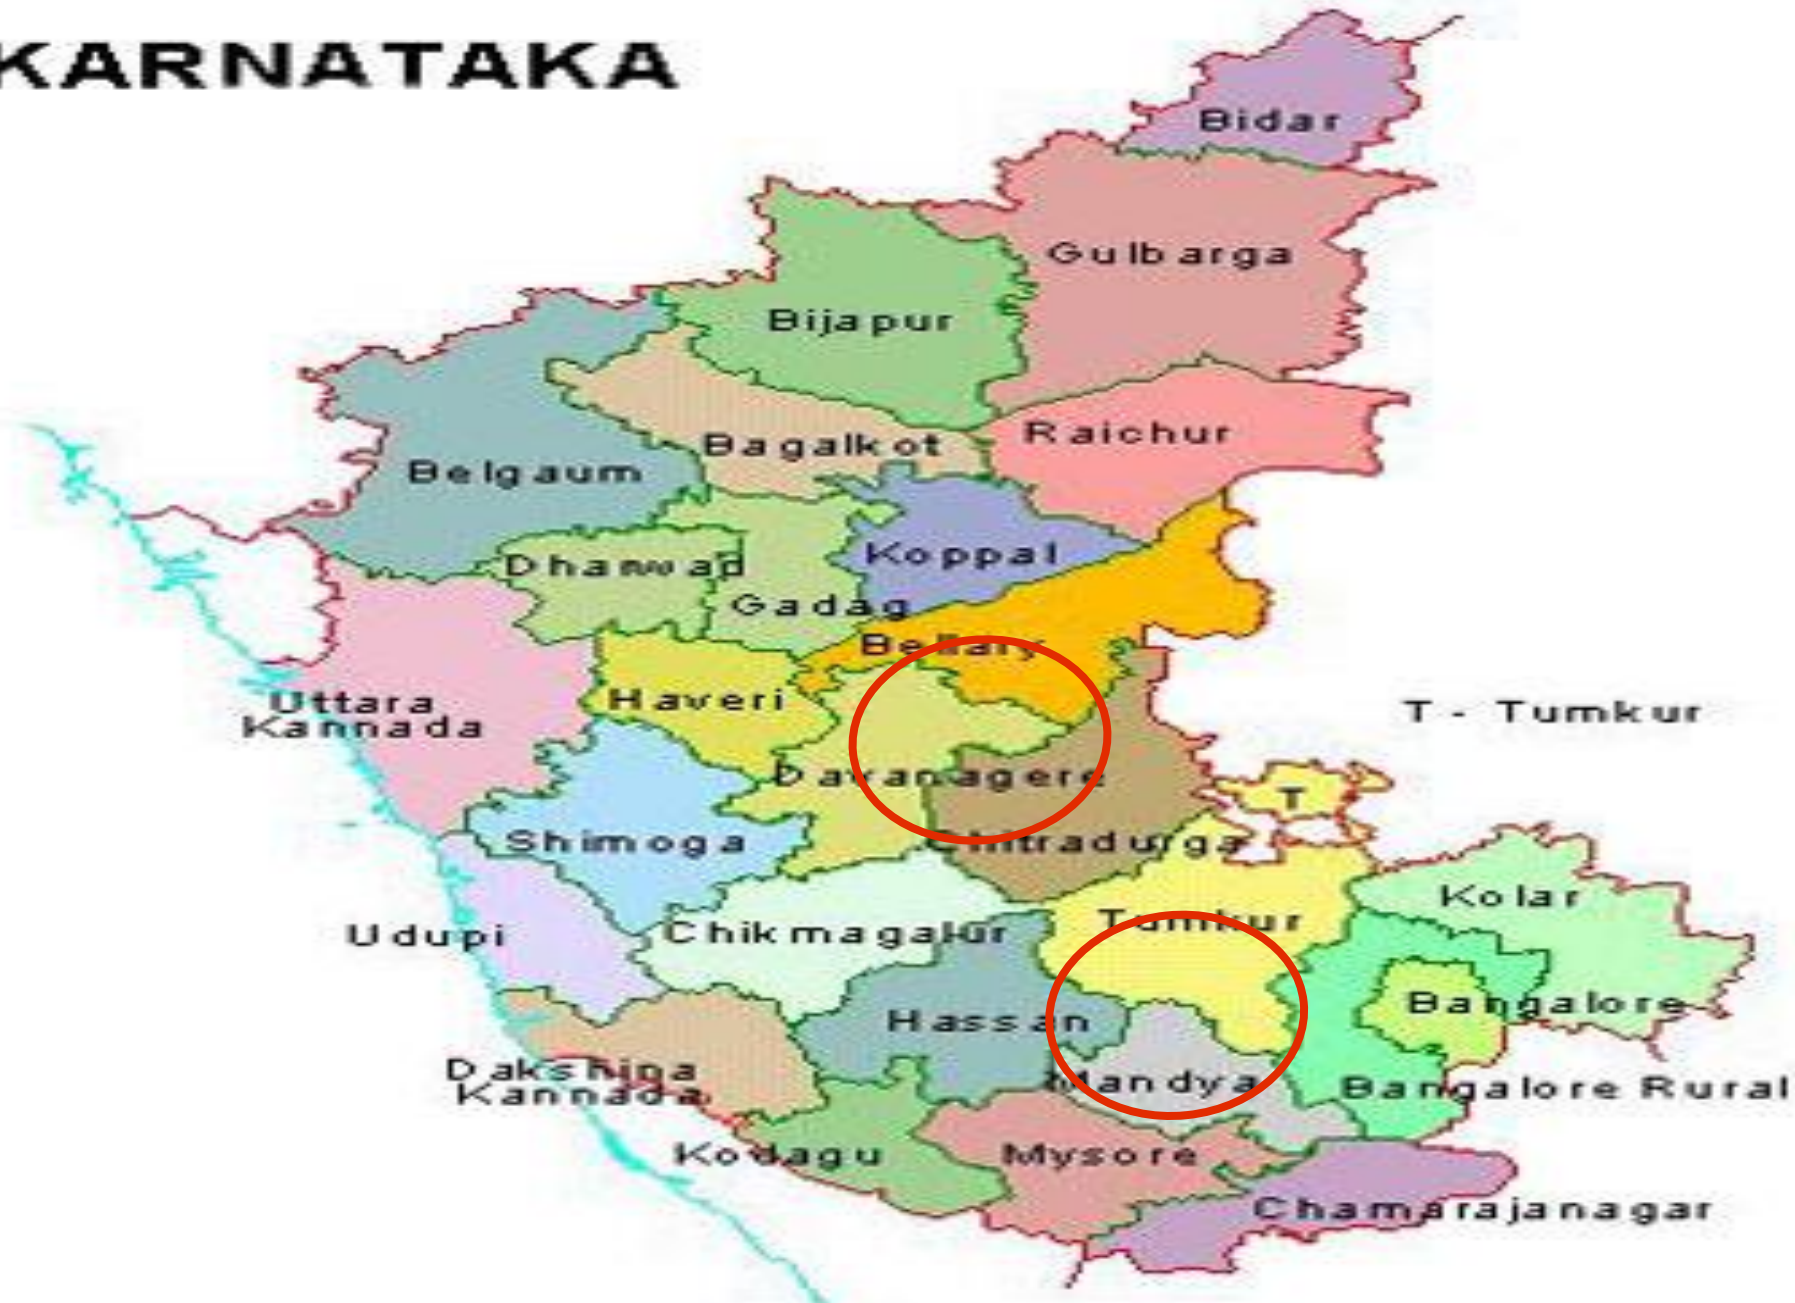 KARNATAKA
Bidar
Gulbarga
Bijapur
Raichur
Bagalkot
Belgaum
Koppal
Dharwad
Gadag
Bellary
Haveri
Uttara
Kannada
T - Tumkur
Davanagere
T
Shimoga
Chitradurga
Kolar
Tumkur
Udupi
Chikmagalur
Bangalore
Hassan
Dakshina
Kannada
Mandya
Bangalore Rural
Kodagu
Mysore
Chamarajanagar